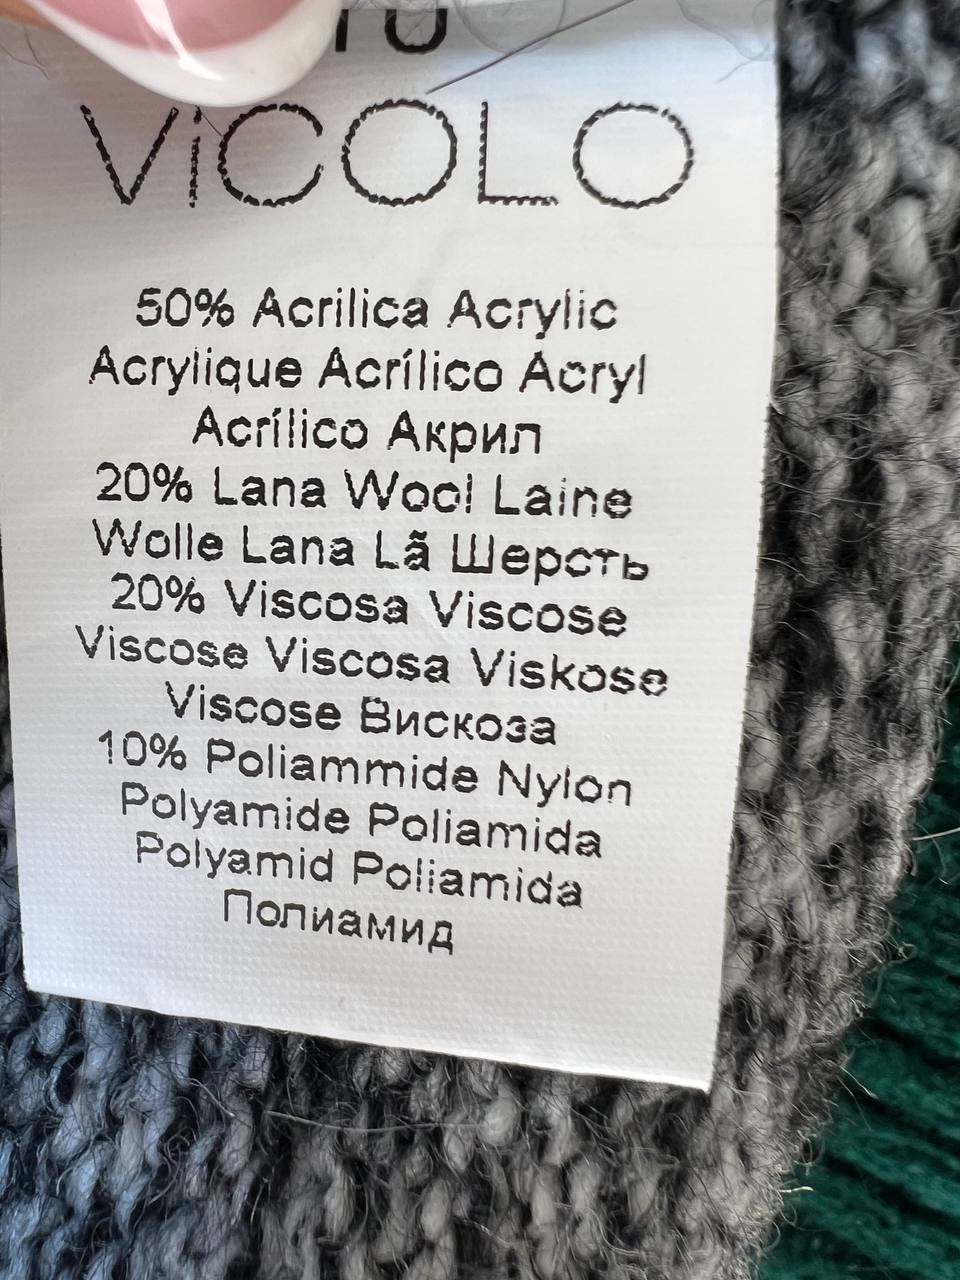 ViCOLO
50% Acrilica Acrylic
Acrylique Acrílico Acryl
Acrílico Акрил
20% Lana Wool Laine
Wolle Lana Lã Шерсть
20% Viscosa Viscose
Viscose Viscosa Viskose
Viscose Вискоза
10% Poliammide Nylon
Polyamide Poliamida
Polyamid Poliamida
Полиамид